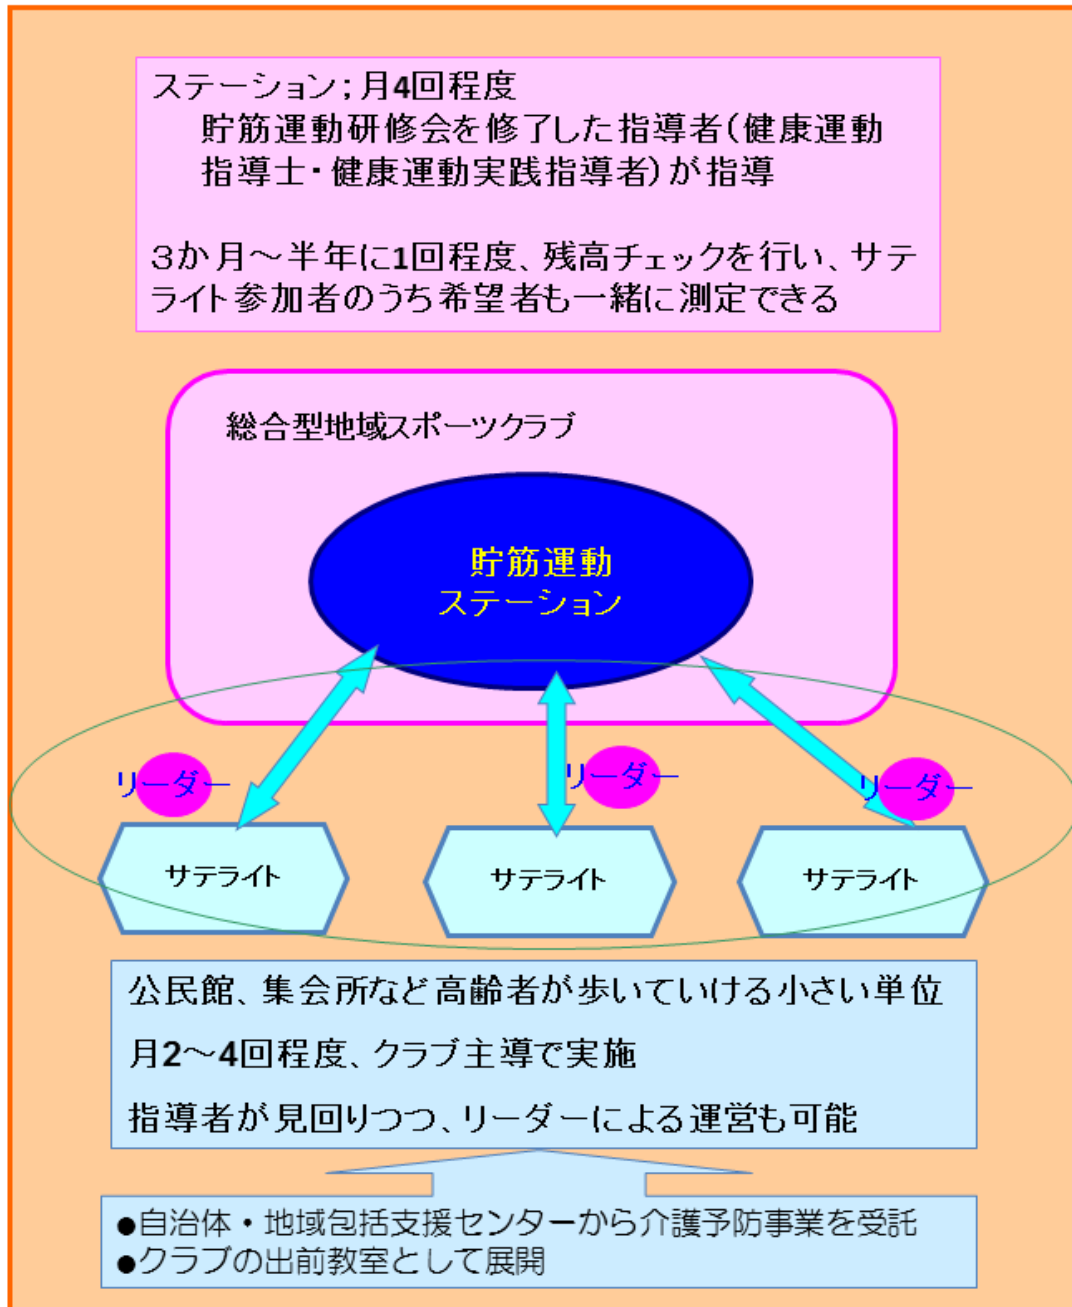 ステーション；月4回程度
貯筋運動研修会を修了した指導者（健康運動
指導士・健康運動実践指導者）が指導
３か月～半年に1回程度、残高チェックを行い、サテ
ライト参加者のうち希望者も一緒に測定できる
総合型地域スポーツクラブ
貯筋運動
ステーション
リーダー
リーダー
リーダー
サテライト
サテライト
サテライト
公民館、集会所など高齢者が歩いていける小さい単位
月2～4回程度、クラブ主導で実施
指導者が見回りつつ、リーダーによる運営も可能
●自治体・地域包括支援センターから介護予防事業を受託
●クラブの出前教室として展開